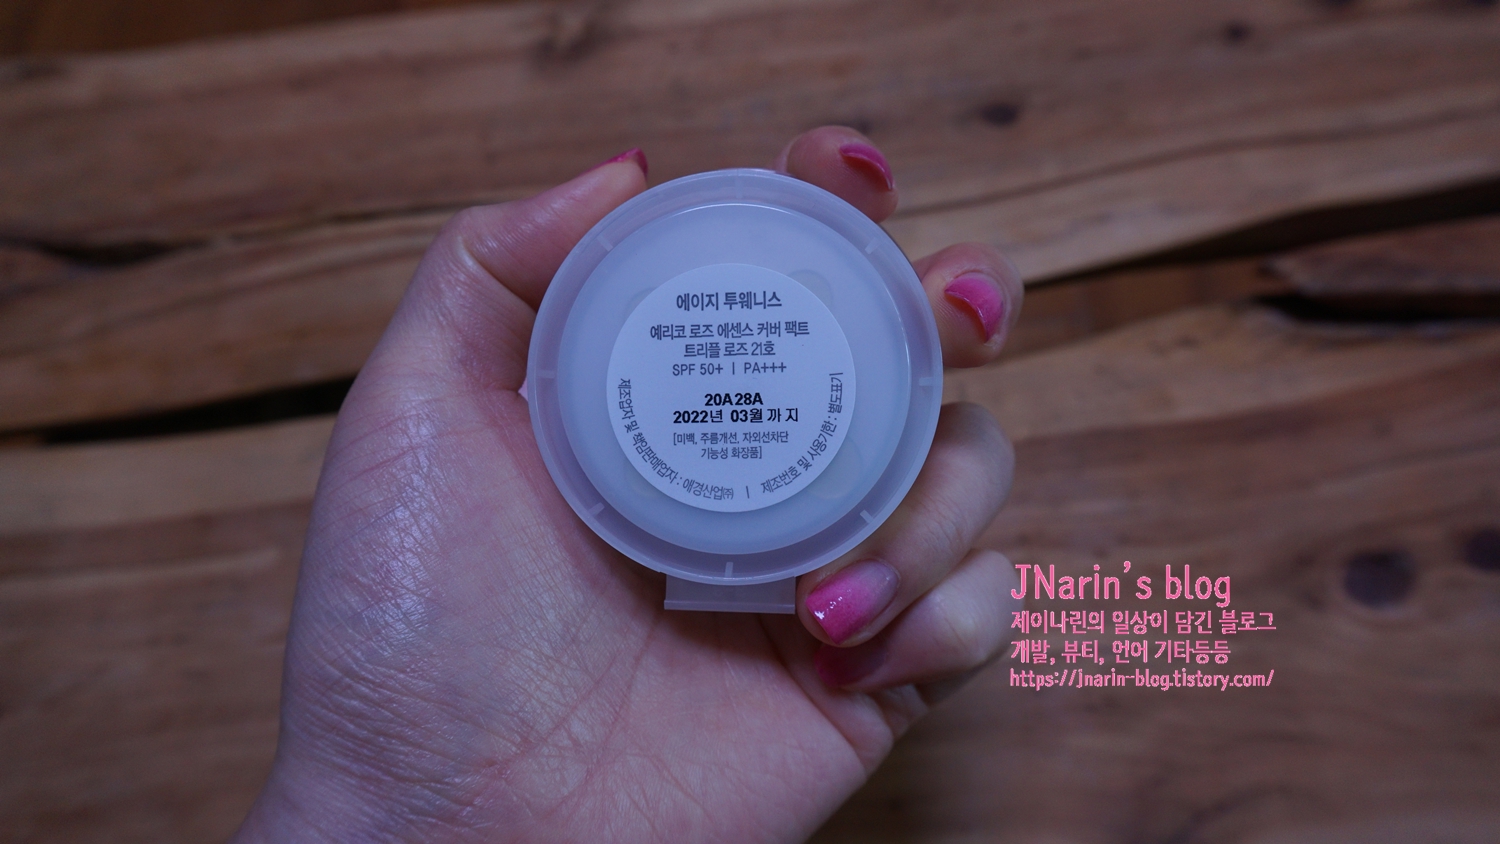 에이지 투웨니스
예리코 로즈 에센스 커버 팩트
트리플 로즈 21호
SPF 50+ | PA+++
20A28A
2022년 03월까지
[미백, 주름개선, 자외선차단
기능성 화장품]
제조업자 및 책임판매업자 : 애경산업㈜ | 제조번호 및 사용기한 : 별도표기
JNarin's blog
제이나린의 일상이 담긴 블로그
개발, 뷰티, 언어 기타등등
https://jnarin-blog.tistory.com/